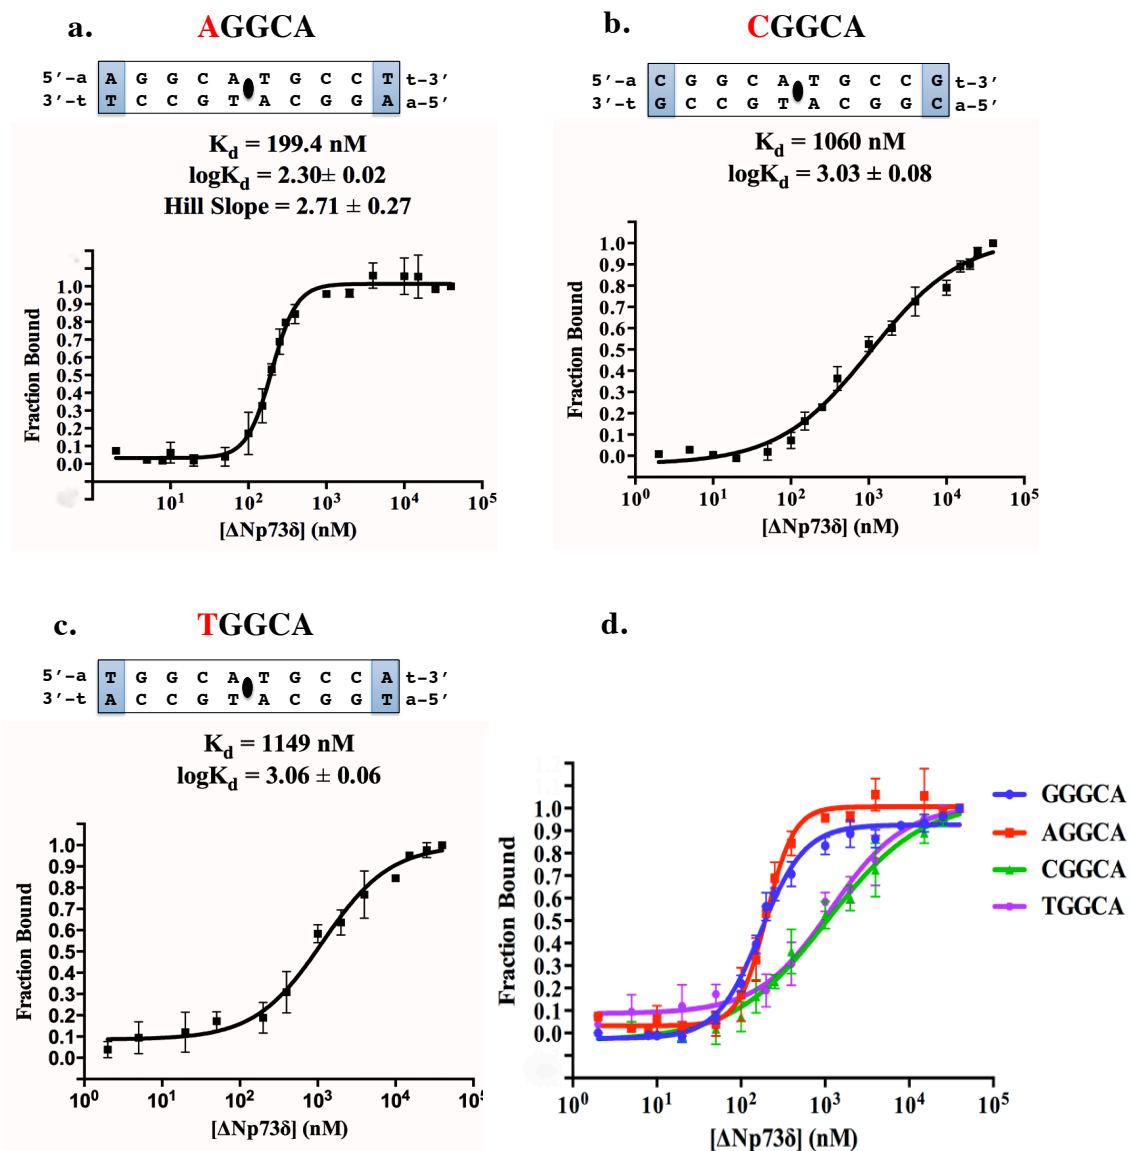 a.
AGGCA
5′-a A G G C A T G C C T t-3′
3′-t T C C G T A C G G A a-5′
Kd = 199.4 nM
logKd = 2.30± 0.02
Hill Slope = 2.71 ± 0.27
Fraction Bound
1.0
0.9
0.8
0.7
0.6
0.5
0.4
0.3
0.2
0.1
0.0
10¹ 10² 10³ 10⁴ 10⁵
[ΔNp73δ] (nM)
b.
CGGCA
5′-a C G G C A T G C C G t-3′
3′-t G C C G T A C G G C a-5′
Kd = 1060 nM
logKd = 3.03 ± 0.08
Fraction Bound
1.0
0.9
0.8
0.7
0.6
0.5
0.4
0.3
0.2
0.1
0.0
10⁰ 10¹ 10² 10³ 10⁴ 10⁵
[ΔNp73δ] (nM)
c.
TGGCA
5′-a T G G C A T G C C A t-3′
3′-t A C C G T A C G G T a-5′
Kd = 1149 nM
logKd = 3.06 ± 0.06
Fraction Bound
1.0
0.9
0.8
0.7
0.6
0.5
0.4
0.3
0.2
0.1
0.0
10⁰ 10¹ 10² 10³ 10⁴ 10⁵
[ΔNp73δ] (nM)
d.
Fraction Bound
1.0
0.9
0.8
0.7
0.6
0.5
0.4
0.3
0.2
0.1
0.0
10⁰ 10¹ 10² 10³ 10⁴ 10⁵
[ΔNp73δ] (nM)
GGGCA
AGGCA
CGGCA
TGGCA